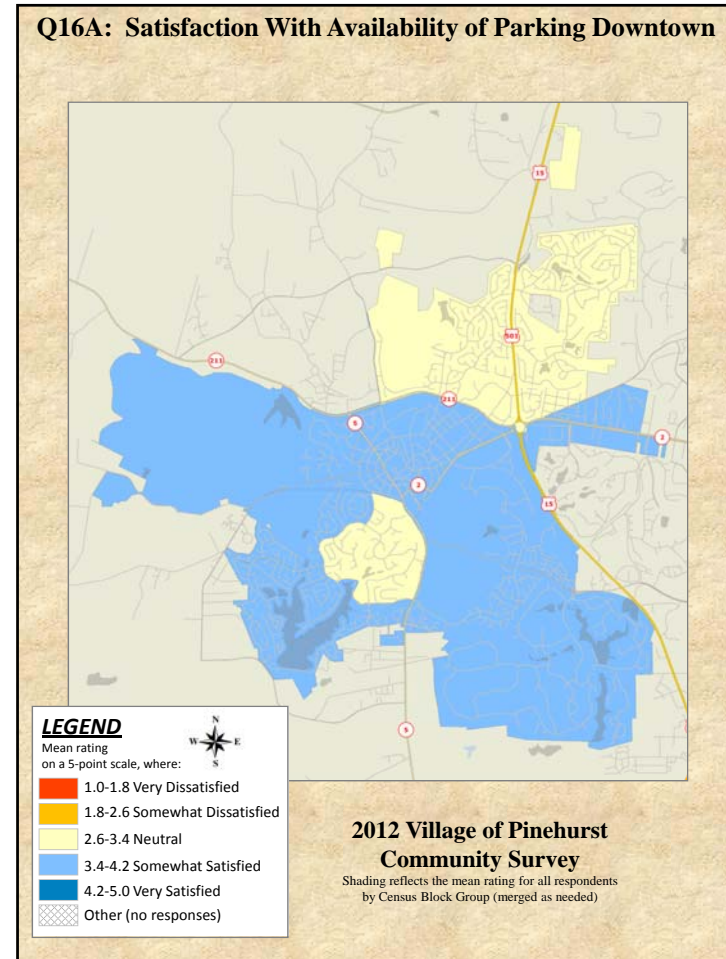 Q16A: Satisfaction With Availability of Parking Downtown
15
501
211
211
5
2
2
15
5
LEGEND
Mean rating
on a 5-point scale, where:
N
W E
S
1.0-1.8 Very Dissatisfied
1.8-2.6 Somewhat Dissatisfied
2.6-3.4 Neutral
3.4-4.2 Somewhat Satisfied
4.2-5.0 Very Satisfied
Other (no responses)
2012 Village of Pinehurst
Community Survey
Shading reflects the mean rating for all respondents
by Census Block Group (merged as needed)